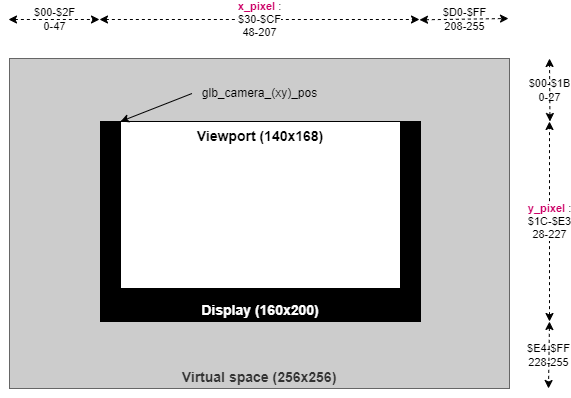 $00-$2F
0-47
x_pixel :
$30-$CF
48-207
$D0-$FF
208-255
glb_camera_(xy)_pos
$00-$1B
0-27
Viewport (140x168)
y_pixel :
$1C-$E3
28-227
Display (160x200)
$E4-$FF
228-255
Virtual space (256x256)